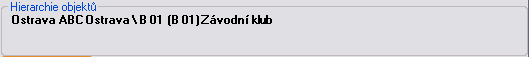 Hierarchie objektů
Ostrava ABC Ostrava \ B 01 (B 01)Závodní klub